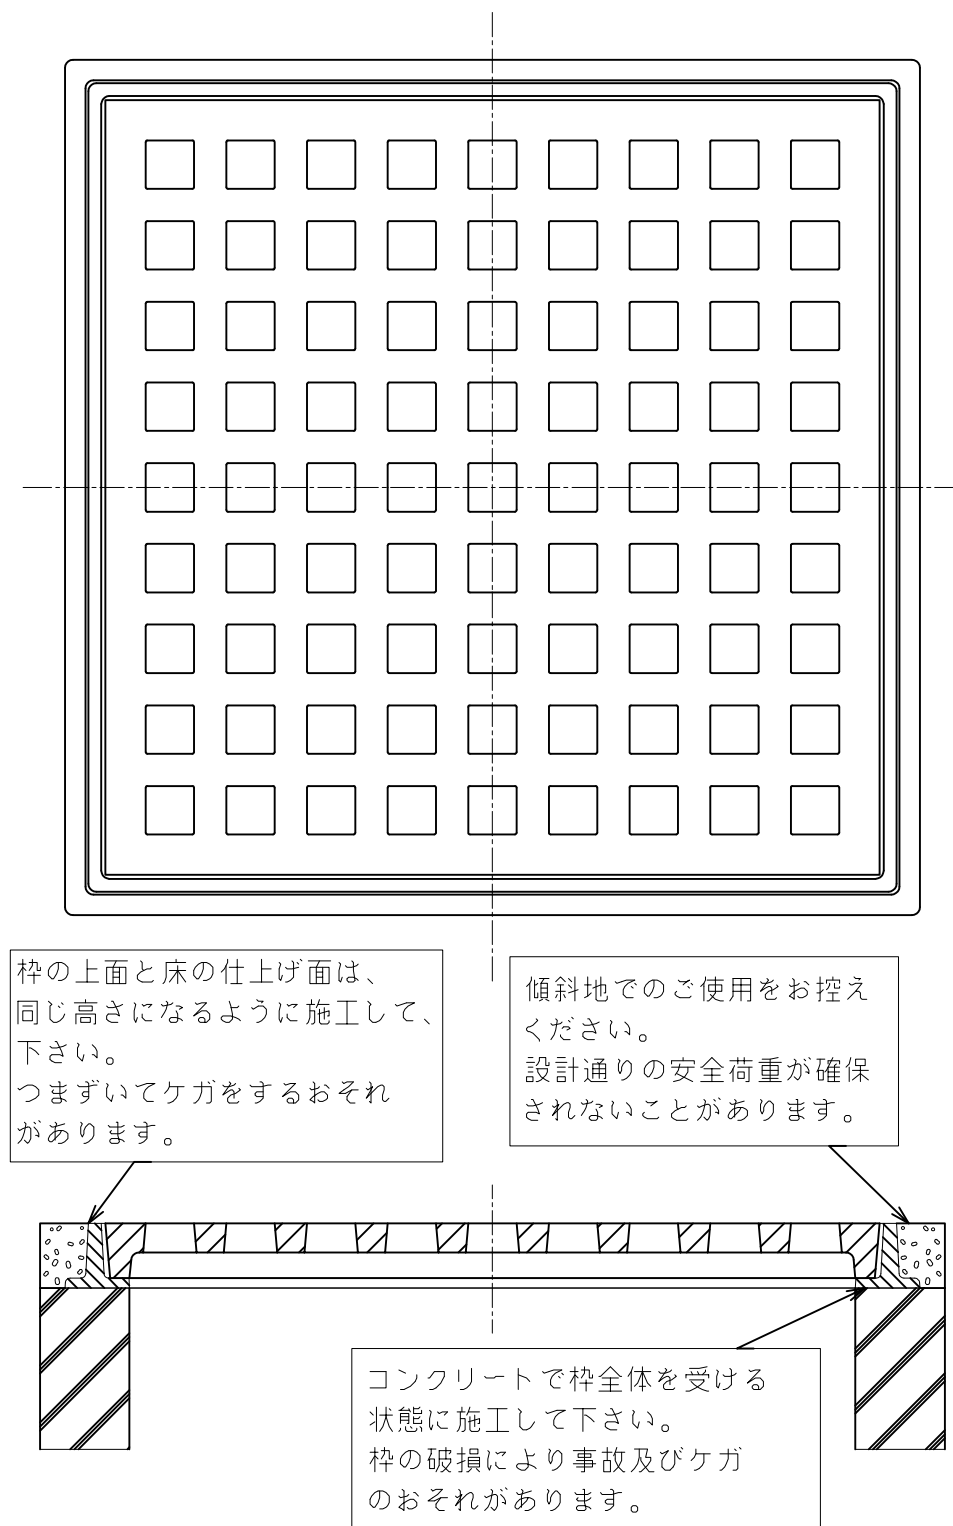 枠の上面と床の仕上げ面は、
同じ高さになるように施工して、
下さい。
つまずいてケガをするおそれ
があります。
傾斜地でのご使用をお控え
ください。
設計通りの安全荷重が確保
されないことがあります。
コンクリートで枠全体を受ける
状態に施工して下さい。
枠の破損により事故及びケガ
のおそれがあります。